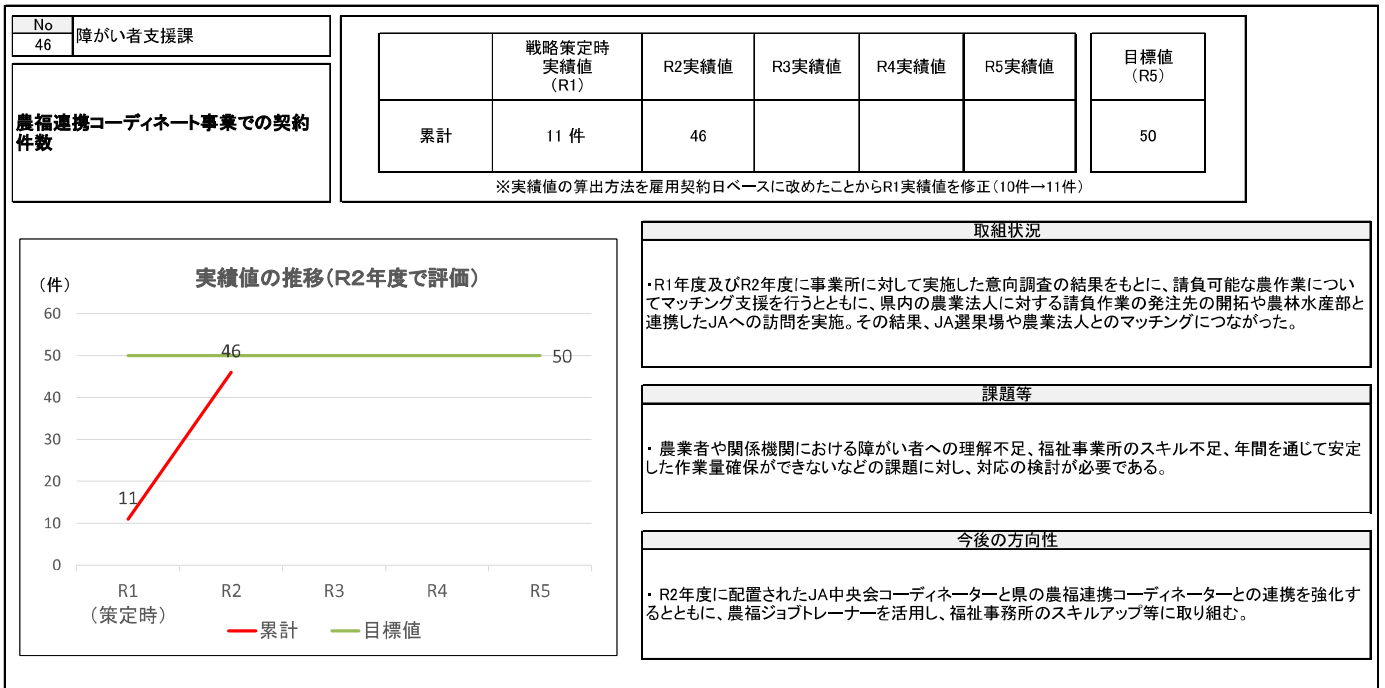 No
46
障がい者支援課
農福連携コーディネート事業での契約
件数
戦略策定時
実績値
(R1)
R2実績値
R3実績値
R4実績値
R5実績値
目標値
(R5)
累計
11 件
46
50
※実績値の算出方法を雇用契約日ベースに改めたことからR1実績値を修正(10件→11件)
実績値の推移(R2年度で評価)
(件)
60
50
40
30
20
10
0
11
46
50
R1
(策定時)
R2
R3
R4
R5
累計
目標値
取組状況
・R1年度及びR2年度に事業所に対して実施した意向調査の結果をもとに、請負可能な農作業につい
てマッチング支援を行うとともに、県内の農業法人に対する請負作業の発注先の開拓や農林水産部と
連携したJAへの訪問を実施。その結果、JA選果場や農業法人とのマッチングにつながった。
課題等
・ 農業者や関係機関における障がい者への理解不足、福祉事業所のスキル不足、年間を通じて安定
した作業量確保ができないなどの課題に対し、対応の検討が必要である。
今後の方向性
・ R2年度に配置されたJA中央会コーディネーターと県の農福連携コーディネーターとの連携を強化す
るとともに、農福ジョブトレーナーを活用し、福祉事務所のスキルアップ等に取り組む。